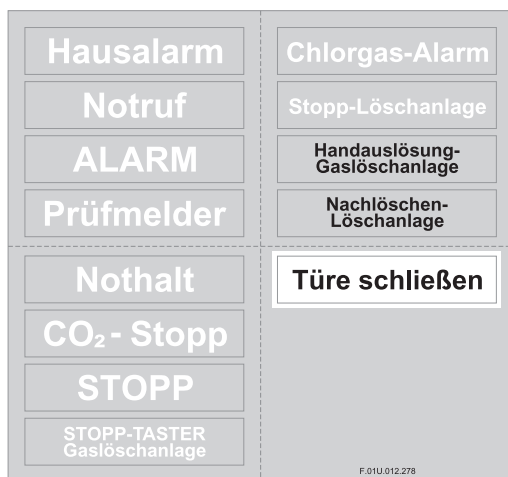 Hausalarm
Notruf
ALARM
Prüfmelder
Chlorgas-Alarm
Stopp-Löschanlage
Handauslösung-
Gaslöschanlage
Nachlöschen-
Löschanlage
Nothalt
CO₂ - Stopp
STOPP
STOPP-TASTER
Gaslöschanlage
Türe schließen
F.01U.012.278